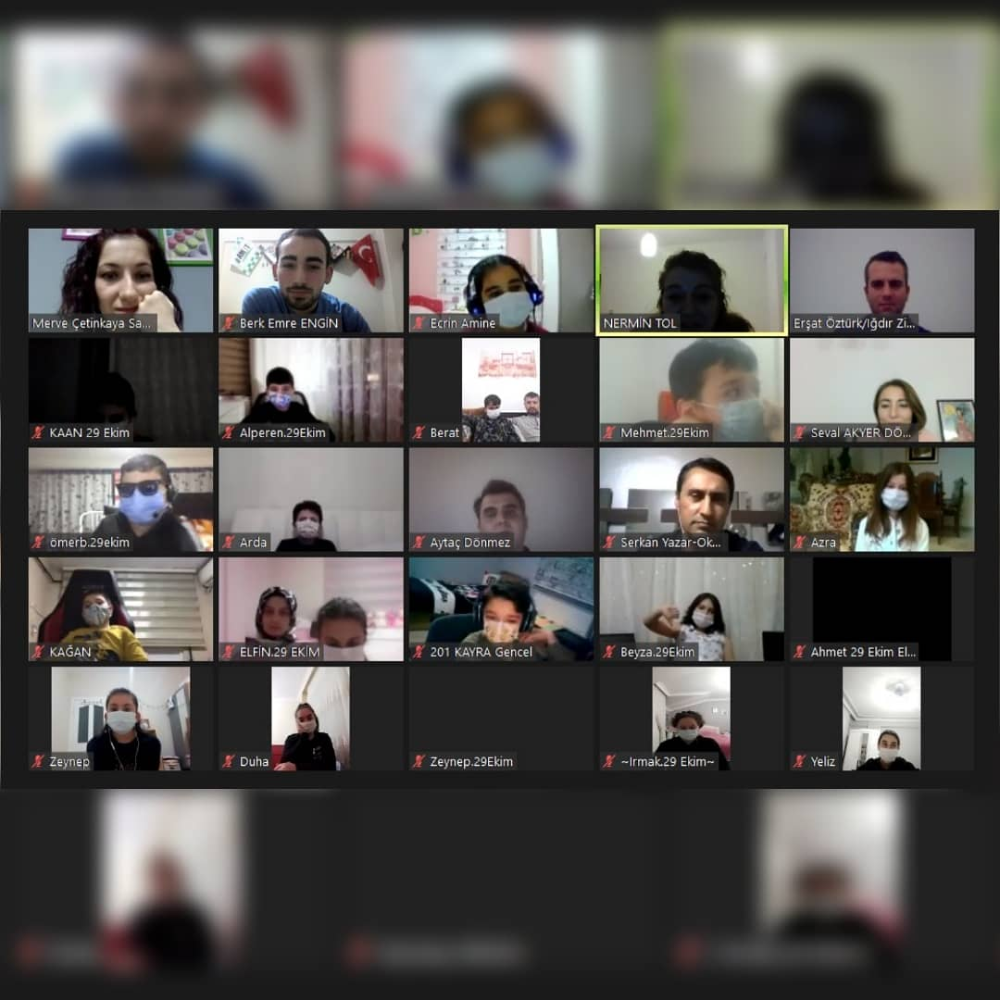 Merve Çetinkaya Sa...
Berk Emre ENGİN
Ecrin Amine
NERMİN TOL
Erşat Öztürk/Iğdır Zi...
KAAN 29 Ekim
Alperen.29Ekim
Berat
Mehmet.29Ekim
Seval AKYER DÖ...
ömerb.29ekim
Arda
Aytaç Dönmez
Serkan Yazar-Ok...
Azra
KAĞAN
ELFİN.29 EKİM
201 KAYRA Gencel
Beyza.29Ekim
Ahmet 29 Ekim El...
Zeynep
Duha
Zeynep.29Ekim
~Irmak.29 Ekim~
Yeliz